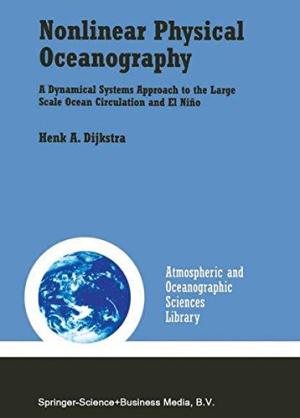 Nonlinear Physical
Oceanography
A Dynamical Systems Approach to the Large
Scale Ocean Circulation and El Niño
Henk A. Dijkstra
Atmospheric and
Oceanographic
Sciences
Library
Springer-Science+Business Media, B.V.